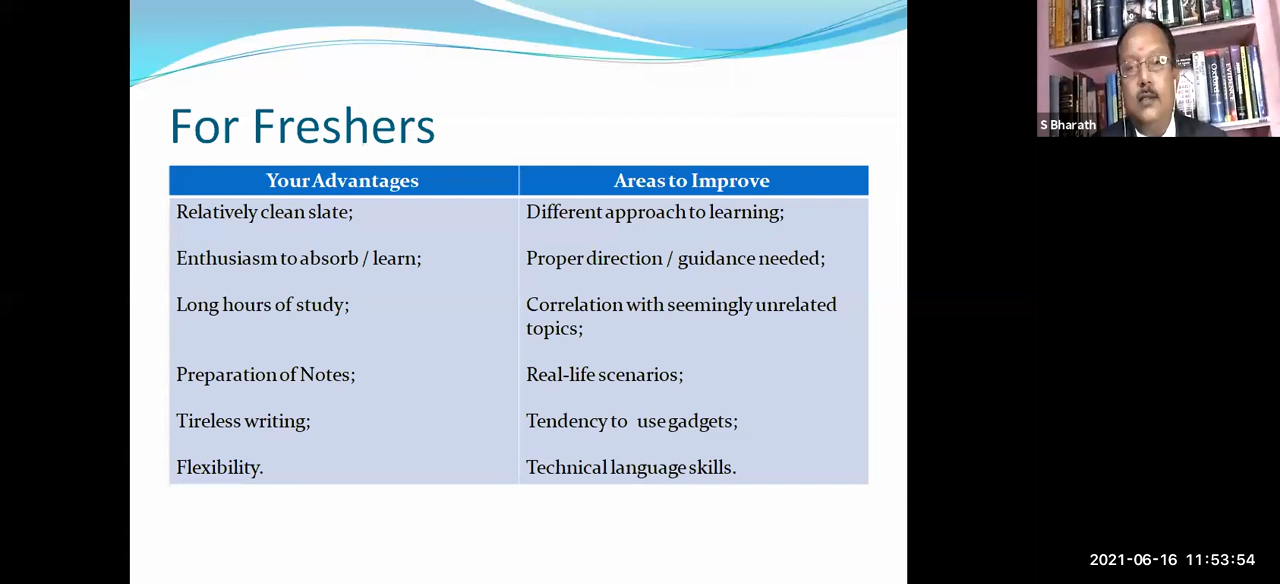 For Freshers
Your Advantages
Areas to Improve
Relatively clean slate;
Different approach to learning;
Enthusiasm to absorb / learn;
Proper direction / guidance needed;
Long hours of study;
Correlation with seemingly unrelated
topics;
Preparation of Notes;
Real-life scenarios;
Tireless writing;
Tendency to use gadgets;
Flexibility.
Technical language skills.
S Bharath
Oxford
EVIDENCE
2021-06-16 11:53:54